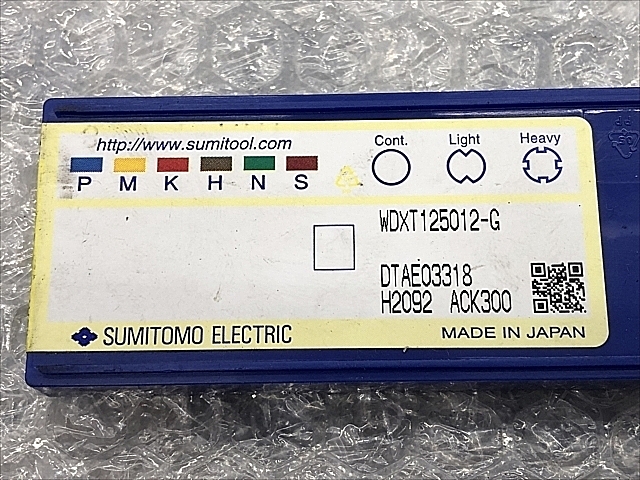 http://www.sumitool.com
Cont. Light Heavy
P M K H N S
WDXT125012-G
DTAE03318
H2092 ACK300
SUMITOMO ELECTRIC
MADE IN JAPAN